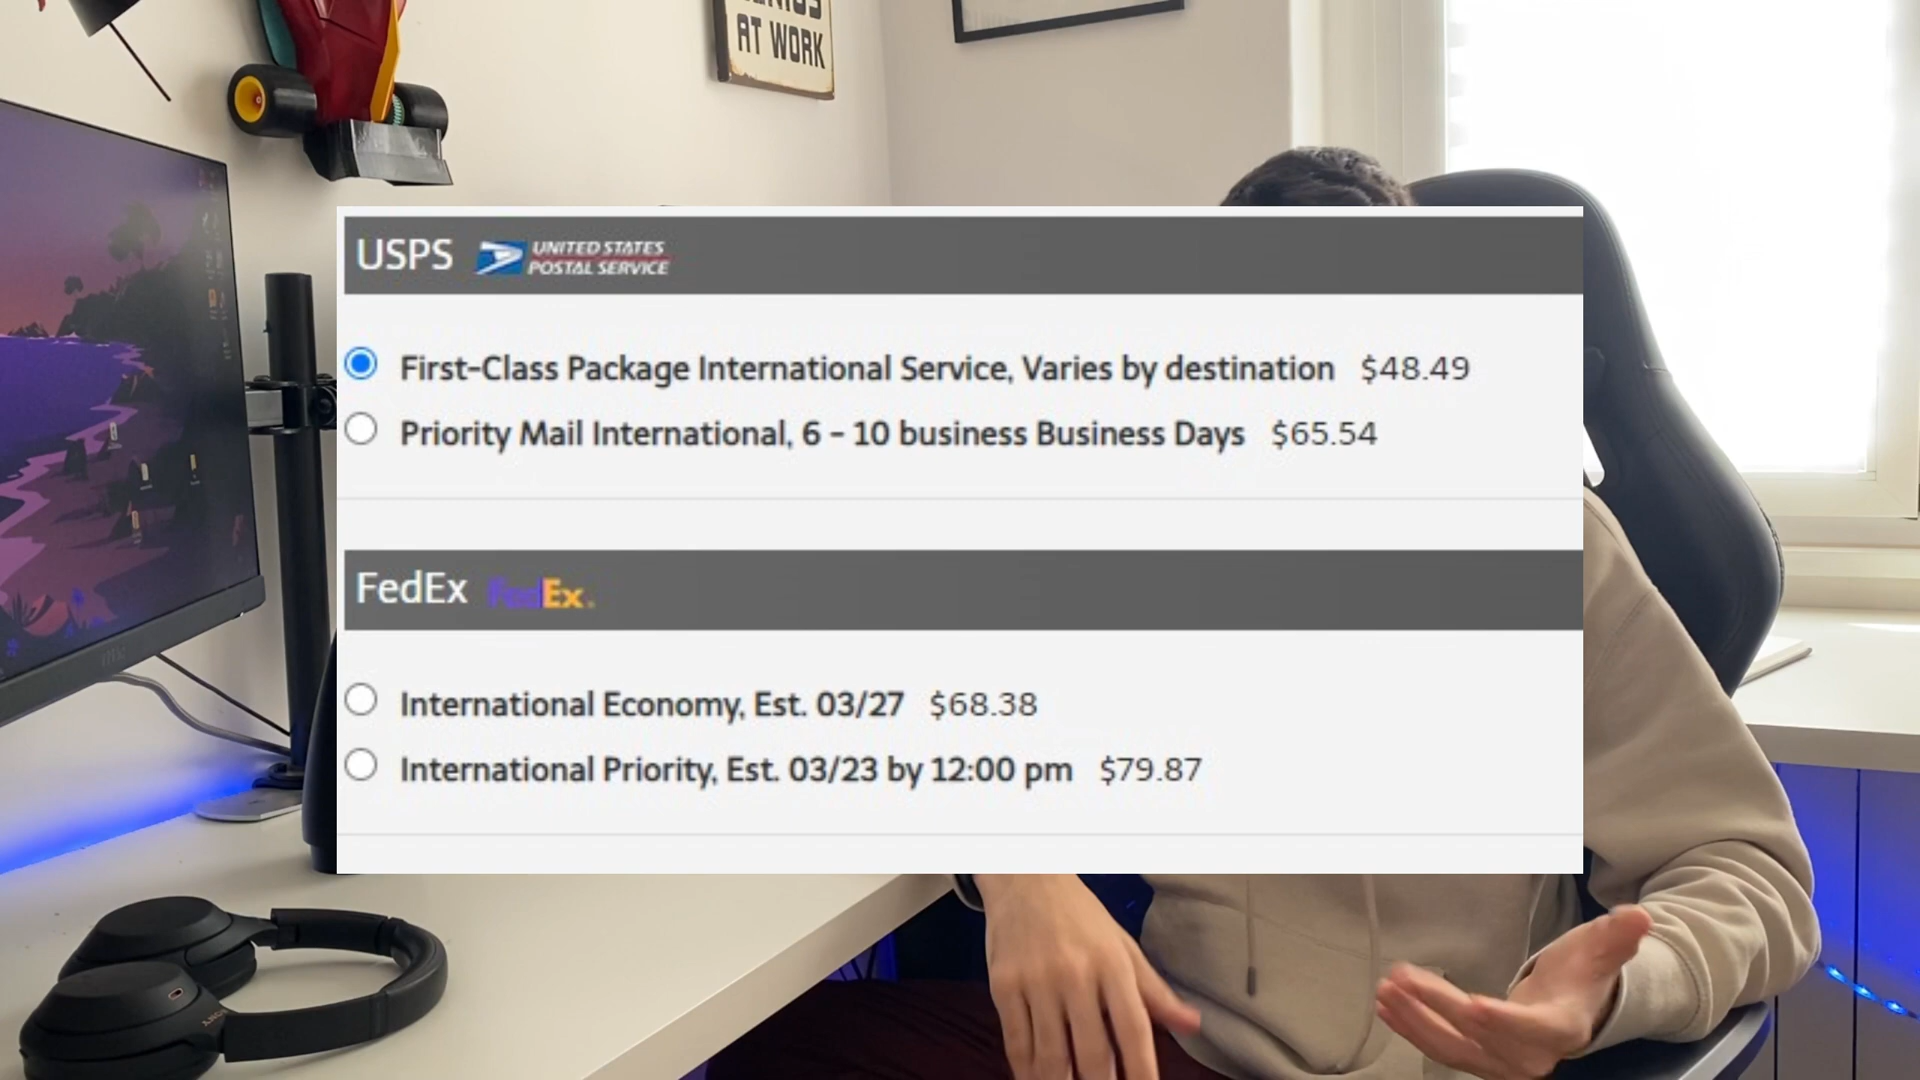 AT WORK
USPS UNITED STATES
POSTAL SERVICE
First-Class Package International Service, Varies by destination $48.49
Priority Mail International, 6 - 10 business Business Days $65.54
FedEx FedEx.
International Economy, Est. 03/27 $68.38
International Priority, Est. 03/23 by 12:00 pm $79.87
SONY